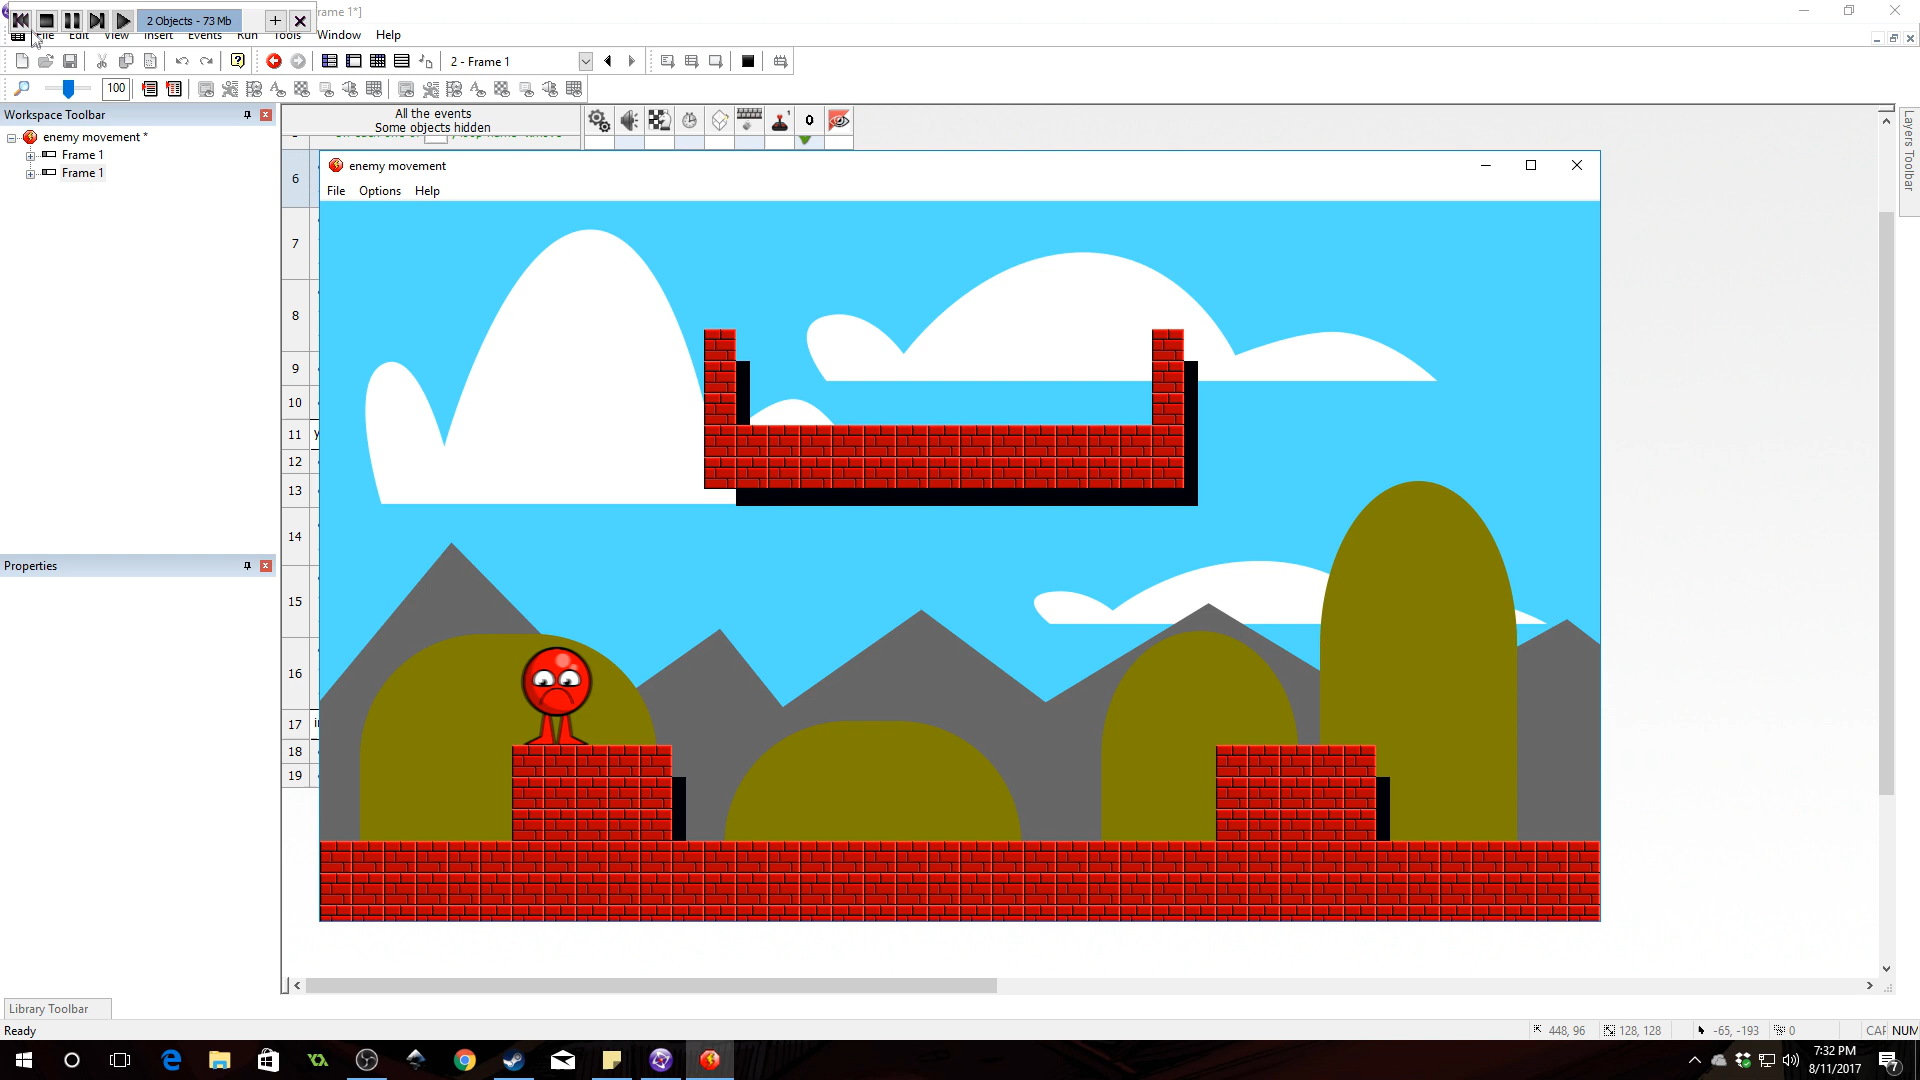 2 Objects - 73 Mb
rame 1*]
File Edit View Insert Events Run Tools Window Help
2 - Frame 1
100
Workspace Toolbar
All the events
Some objects hidden
0
Layers Toolbar
enemy movement *
Frame 1
Frame 1
enemy movement
File Options Help
6
7
8
9
10
11
12
13
14
15
16
17
18
19
Properties
Library Toolbar
Ready
448, 96
128, 128
-65, -193
0
CAP NUM
7:32 PM
8/11/2017
7